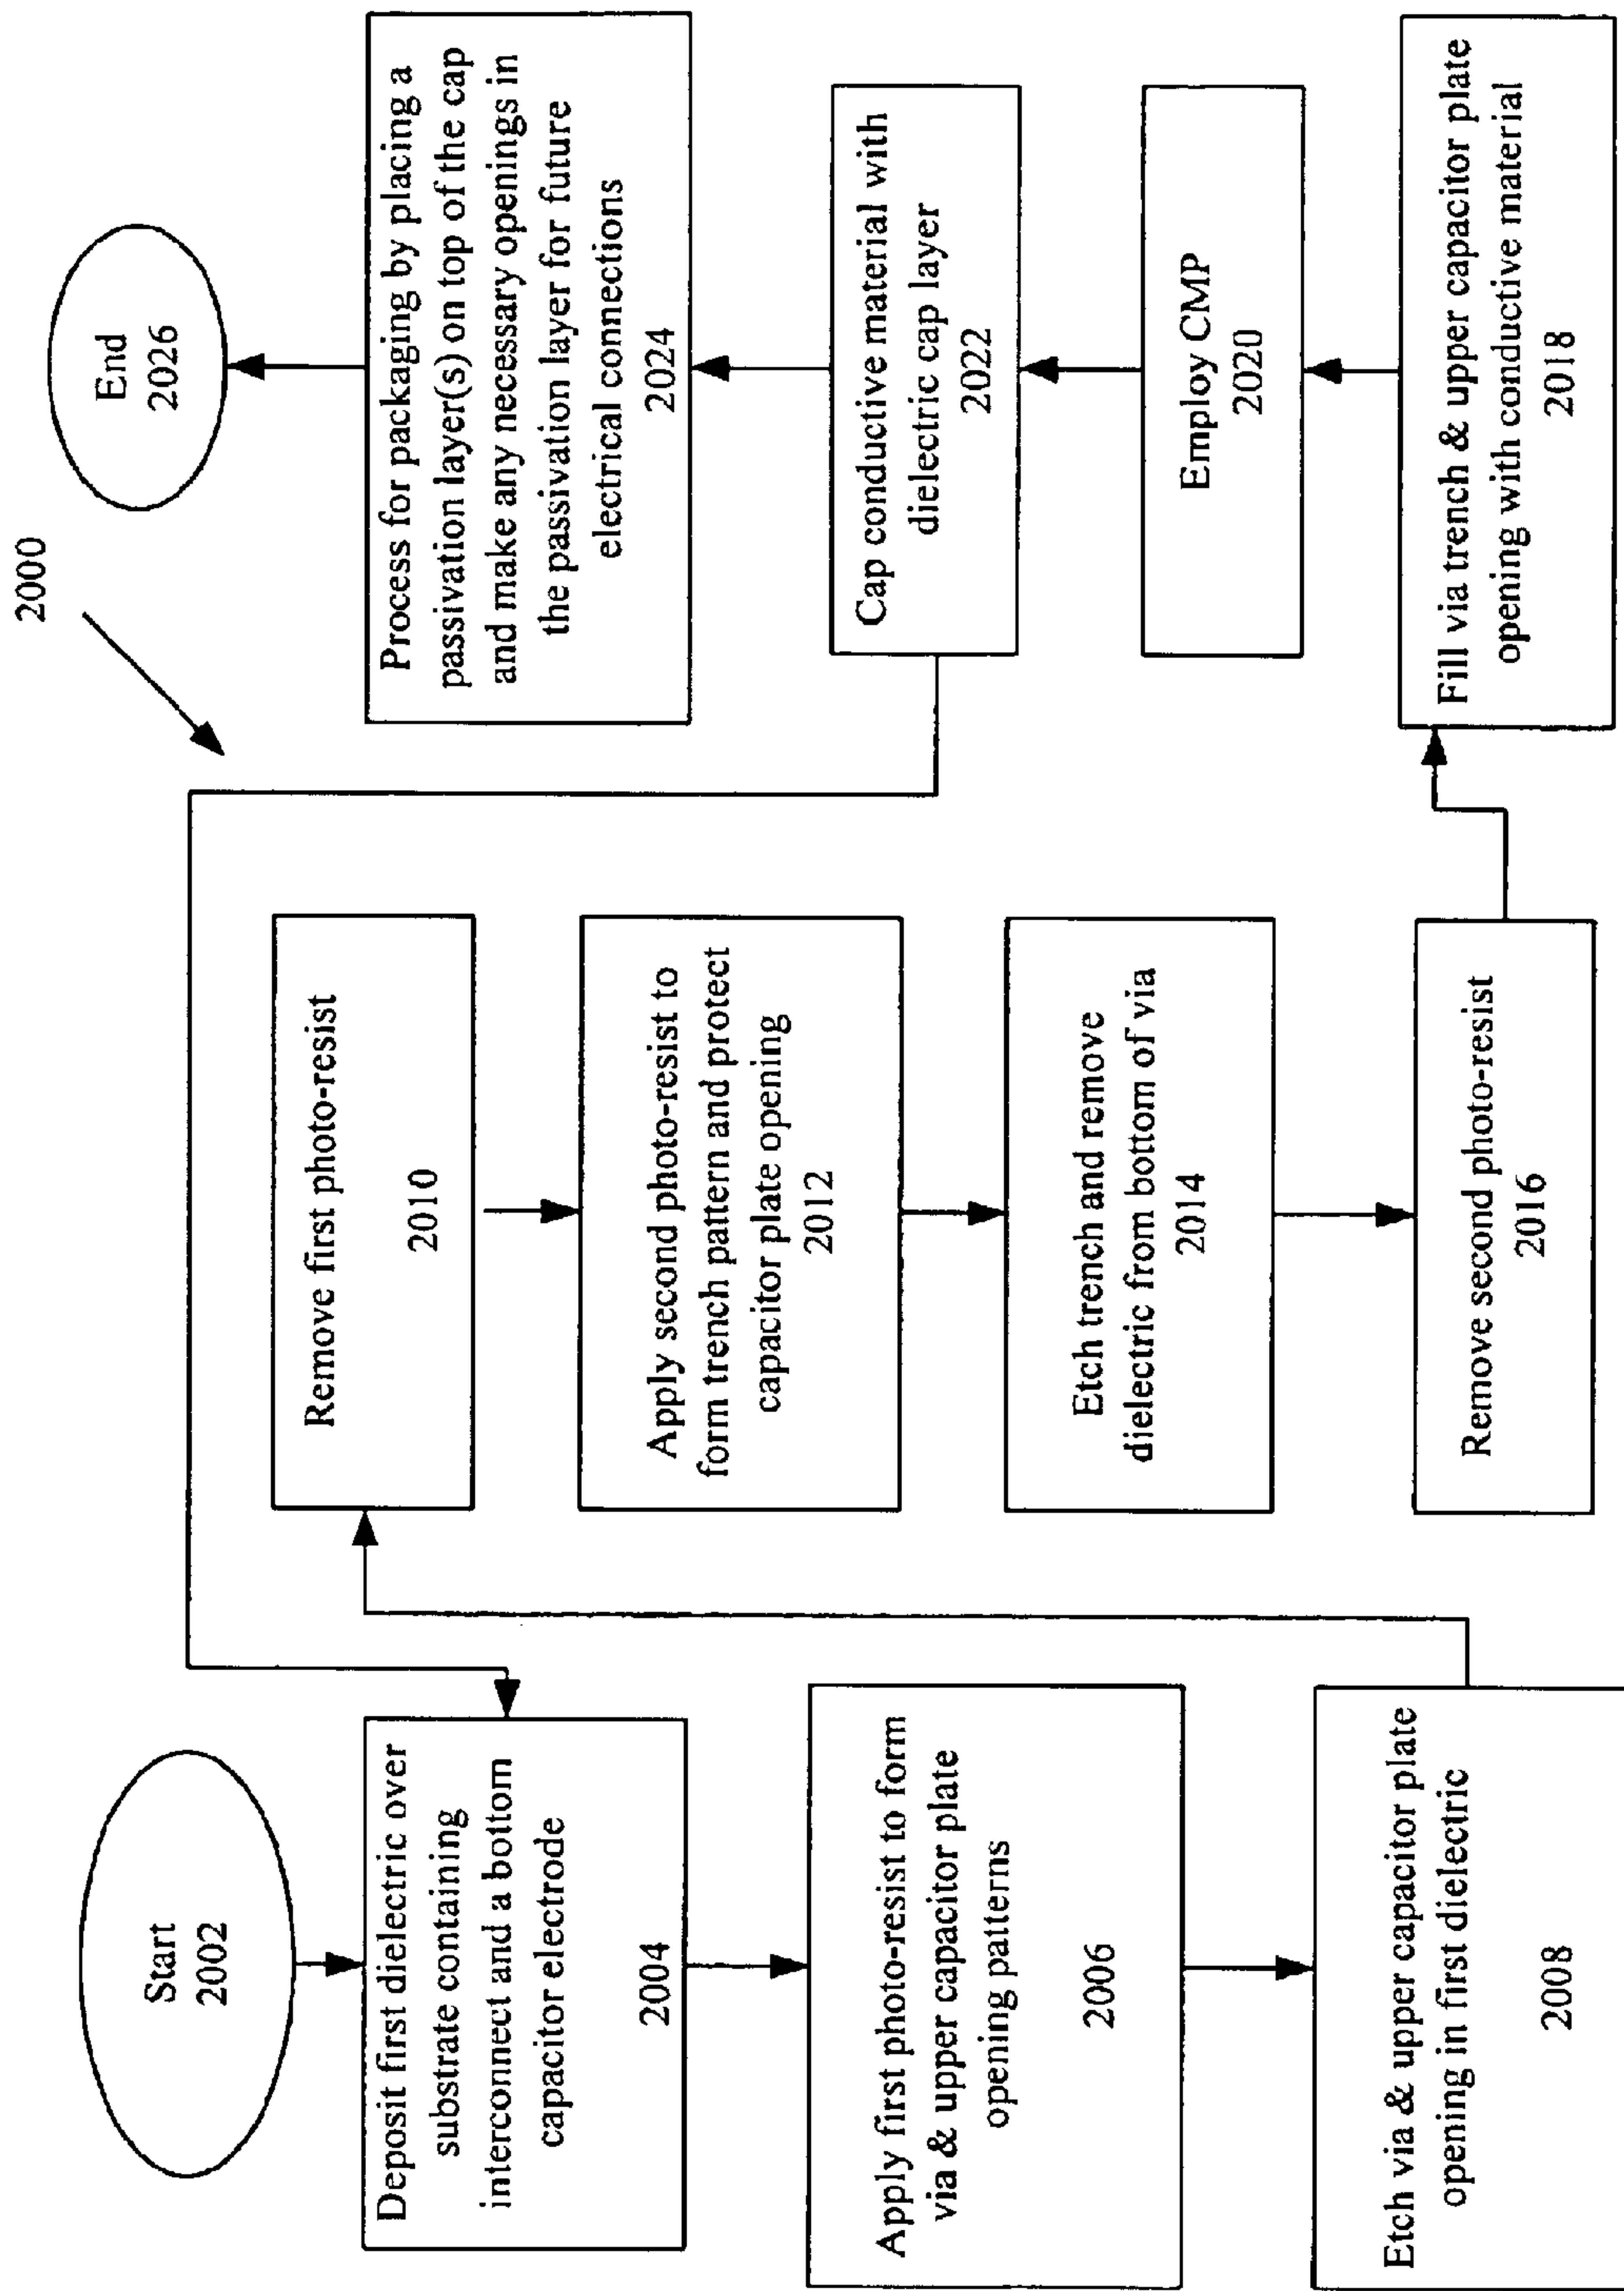 2000
Start
2002
Deposit first dielectric over
substrate containing
interconnect and a bottom
capacitor electrode
2004
Apply first photo-resist to form
via & upper capacitor plate
opening patterns
2006
Etch via & upper capacitor plate
opening in first dielectric
2008
Remove first photo-resist
2010
Apply second photo-resist to
form trench pattern and protect
capacitor plate opening
2012
Etch trench and remove
dielectric from bottom of via
2014
Remove second photo-resist
2016
Fill via trench & upper capacitor plate
opening with conductive material
2018
Employ CMP
2020
Cap conductive material with
dielectric cap layer
2022
Process for packaging by placing a
passivation layer(s) on top of the cap
and make any necessary openings in
the passivation layer for future
electrical connections
2024
End
2026